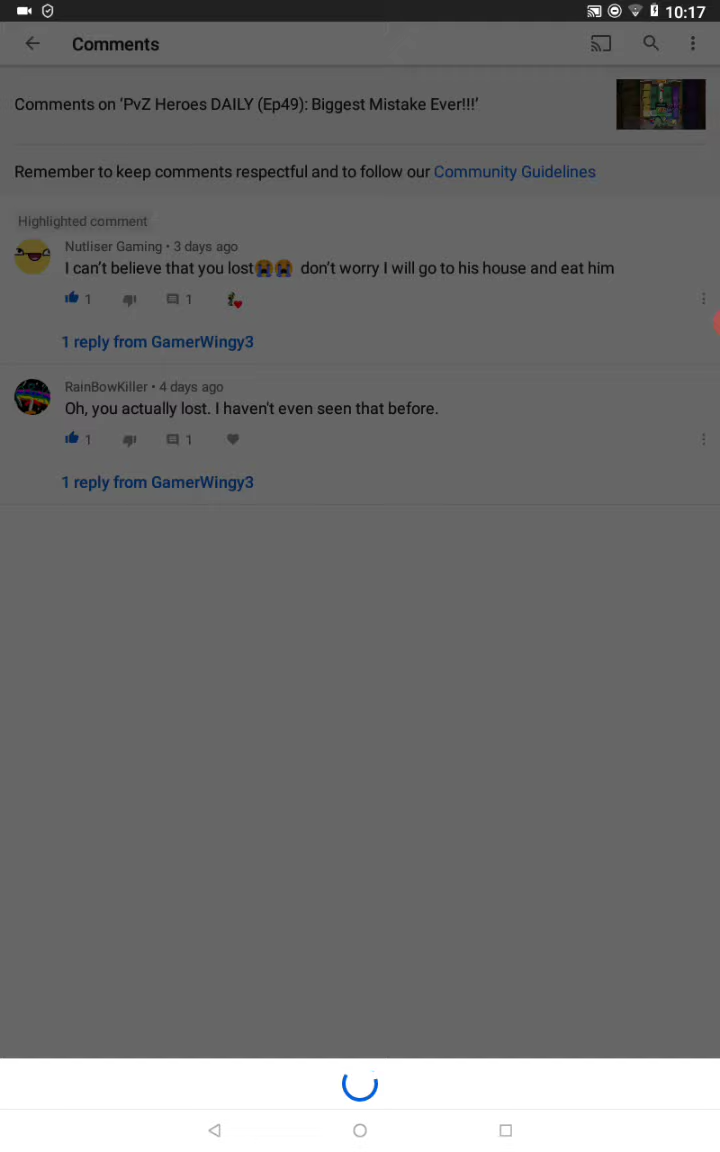 10:17
Comments
Comments on ‘PvZ Heroes DAILY (Ep49): Biggest Mistake Ever!!!’
Remember to keep comments respectful and to follow our Community Guidelines
Highlighted comment
Nutliser Gaming • 3 days ago
I can't believe that you lost😭😭 don't worry I will go to his house and eat him
1 1
1 reply from GamerWingy3
RainBowKiller • 4 days ago
Oh, you actually lost. I haven't even seen that before.
1 1
1 reply from GamerWingy3